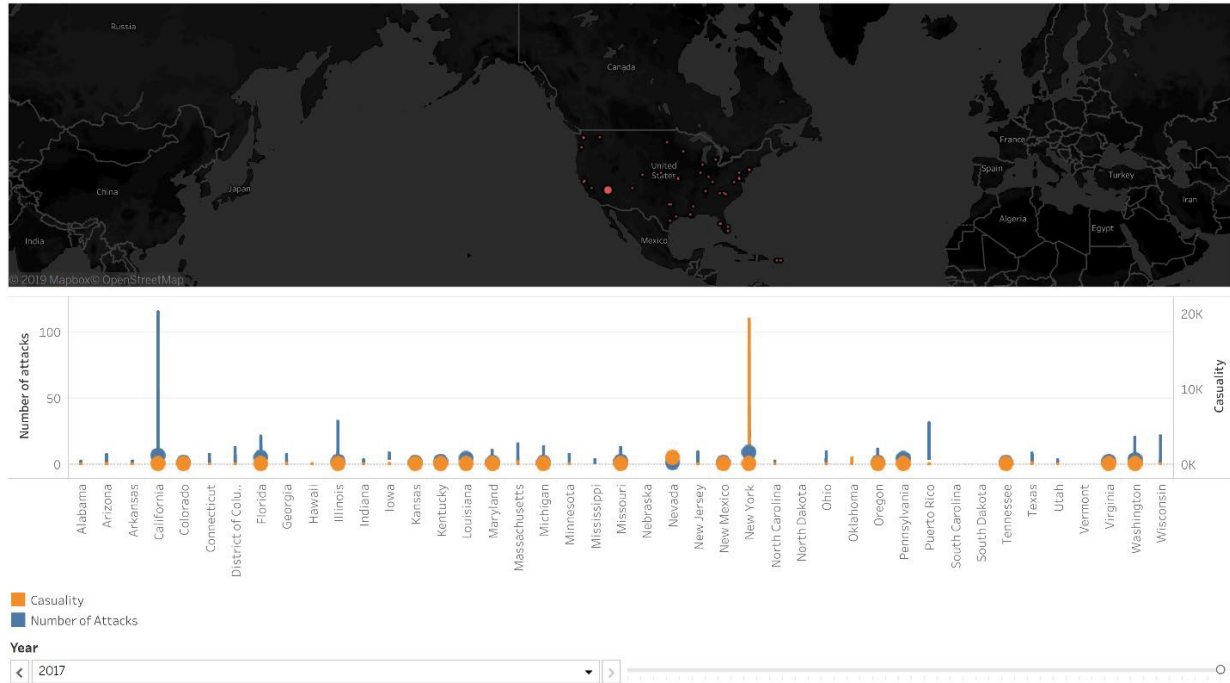 Russia
Canada
United
States
China
Japan
India
Mexico
France
Spain
Turkey
Iran
Algeria
Egypt
© 2019 Mapbox © OpenStreetMap
Number of attacks
100
50
0
Casuality
20K
10K
0K
Alabama
Arizona
Arkansas
California
Colorado
Connecticut
District of Colu..
Florida
Georgia
Hawaii
Illinois
Indiana
Iowa
Kansas
Kentucky
Louisiana
Maryland
Massachusetts
Michigan
Minnesota
Mississippi
Missouri
Nebraska
Nevada
New Jersey
New Mexico
New York
North Carolina
North Dakota
Ohio
Oklahoma
Oregon
Pennsylvania
Puerto Rico
South Carolina
South Dakota
Tennessee
Texas
Utah
Vermont
Virginia
Washington
Wisconsin
Casuality
Number of Attacks
Year
2017